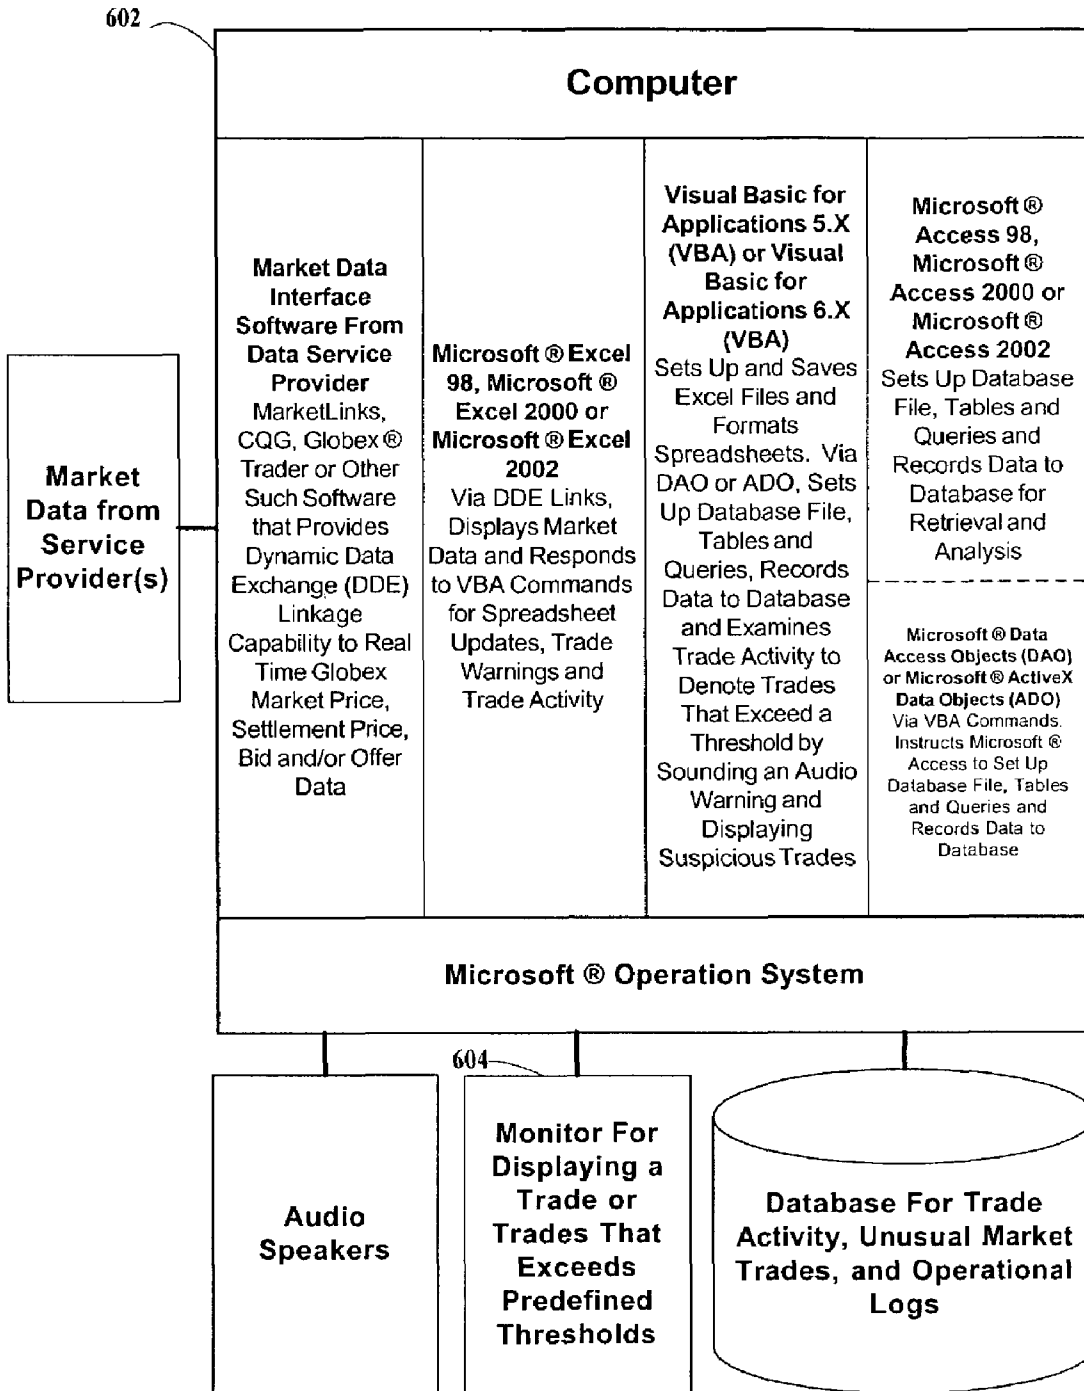 602
Computer
Market Data from Service Provider(s)
Market Data
Interface
Software From
Data Service
Provider
MarketLinks,
CQG, Globex ®
Trader or Other
Such Software
that Provides
Dynamic Data
Exchange (DDE)
Linkage
Capability to Real
Time Globex
Market Price,
Settlement Price,
Bid and/or Offer
Data
Microsoft ® Excel
98, Microsoft ®
Excel 2000 or
Microsoft ® Excel
2002
Via DDE Links,
Displays Market
Data and Responds
to VBA Commands
for Spreadsheet
Updates, Trade
Warnings and
Trade Activity
Visual Basic for
Applications 5.X
(VBA) or Visual
Basic for
Applications 6.X
(VBA)
Sets Up and Saves
Excel Files and
Formats
Spreadsheets. Via
DAO or ADO, Sets
Up Database File,
Tables and
Queries, Records
Data to Database
and Examines
Trade Activity to
Denote Trades
That Exceed a
Threshold by
Sounding an Audio
Warning and
Displaying
Suspicious Trades
Microsoft ®
Access 98,
Microsoft ®
Access 2000 or
Microsoft ®
Access 2002
Sets Up Database
File, Tables and
Queries and
Records Data to
Database for
Retrieval and
Analysis
Microsoft ® Data
Access Objects (DAO)
or Microsoft ® ActiveX
Data Objects (ADO)
Via VBA Commands.
Instructs Microsoft ®
Access to Set Up
Database File, Tables
and Queries and
Records Data to
Database
Microsoft ® Operation System
604
Audio
Speakers
Monitor For
Displaying a
Trade or
Trades That
Exceeds
Predefined
Thresholds
Database For Trade
Activity, Unusual Market
Trades, and Operational
Logs